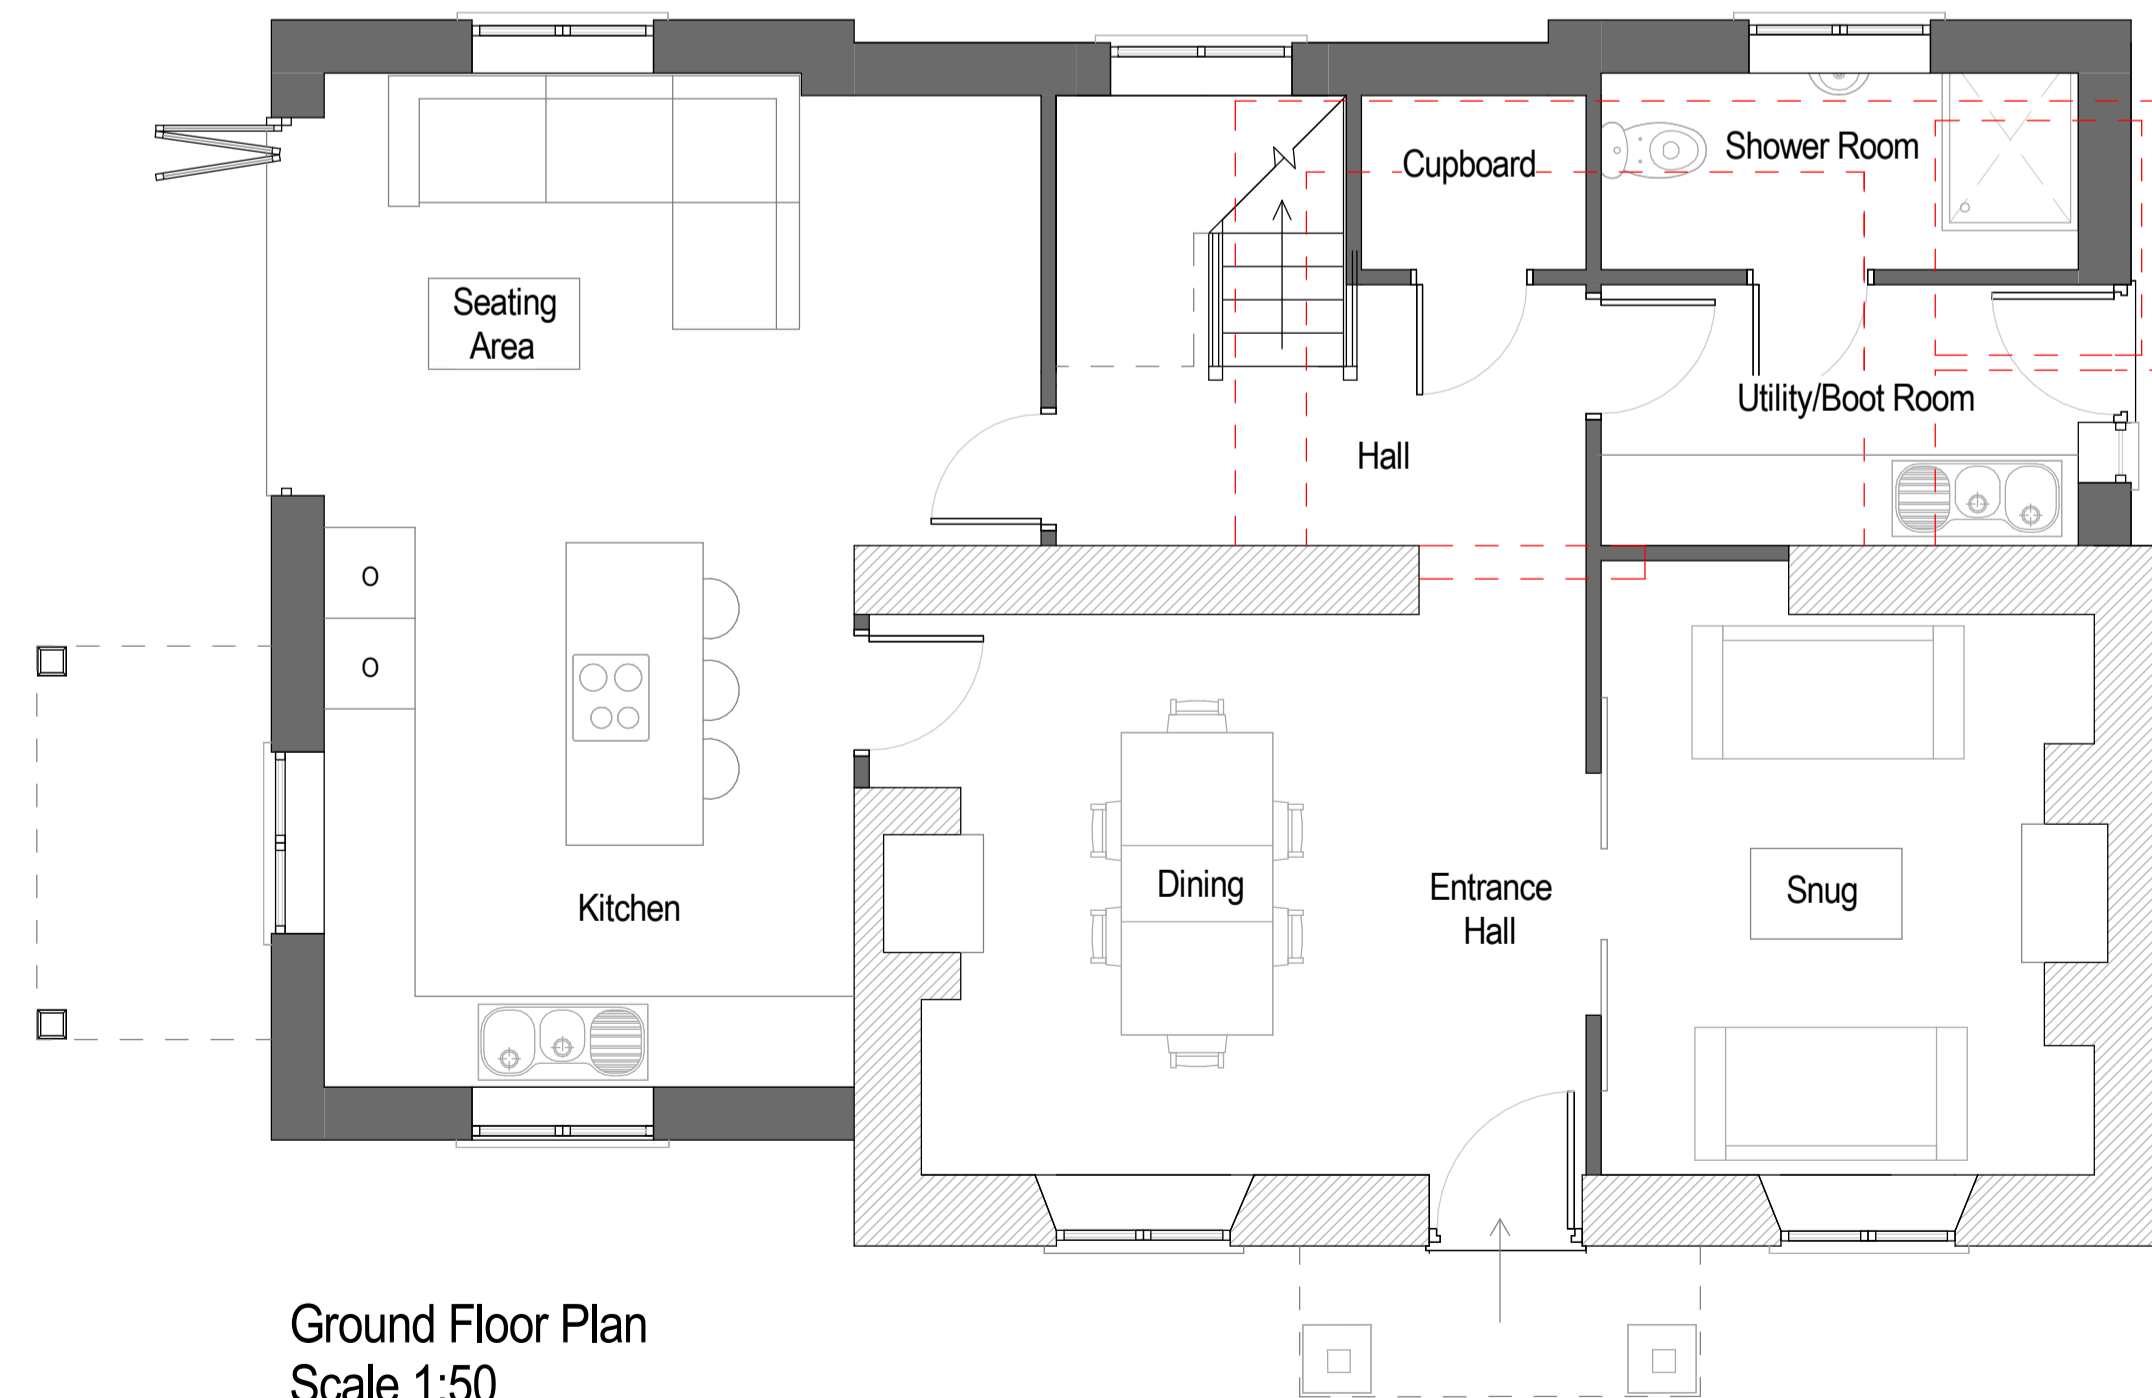 Cupboard
Shower Room
Seating
Area
Utility/Boot Room
Hall
Dining
Entrance
Hall
Snug
Kitchen
Ground Floor Plan
Scale 1:50